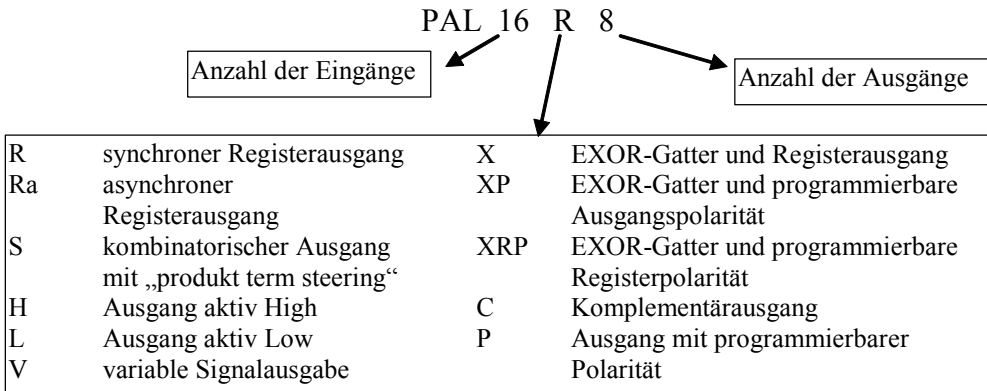 PAL 16 R 8
Anzahl der Eingänge
Anzahl der Ausgänge
R synchroner Registerausgang
Ra asynchroner
Registerausgang
S kombinatorischer Ausgang
mit „produkt term steering“
H Ausgang aktiv High
L Ausgang aktiv Low
V variable Signalausgabe
X EXOR-Gatter und Registerausgang
XP EXOR-Gatter und programmierbare
Ausgangspolarität
XRP EXOR-Gatter und programmierbare
Registerpolarität
C Komplementärausgang
P Ausgang mit programmierbarer
Polarität